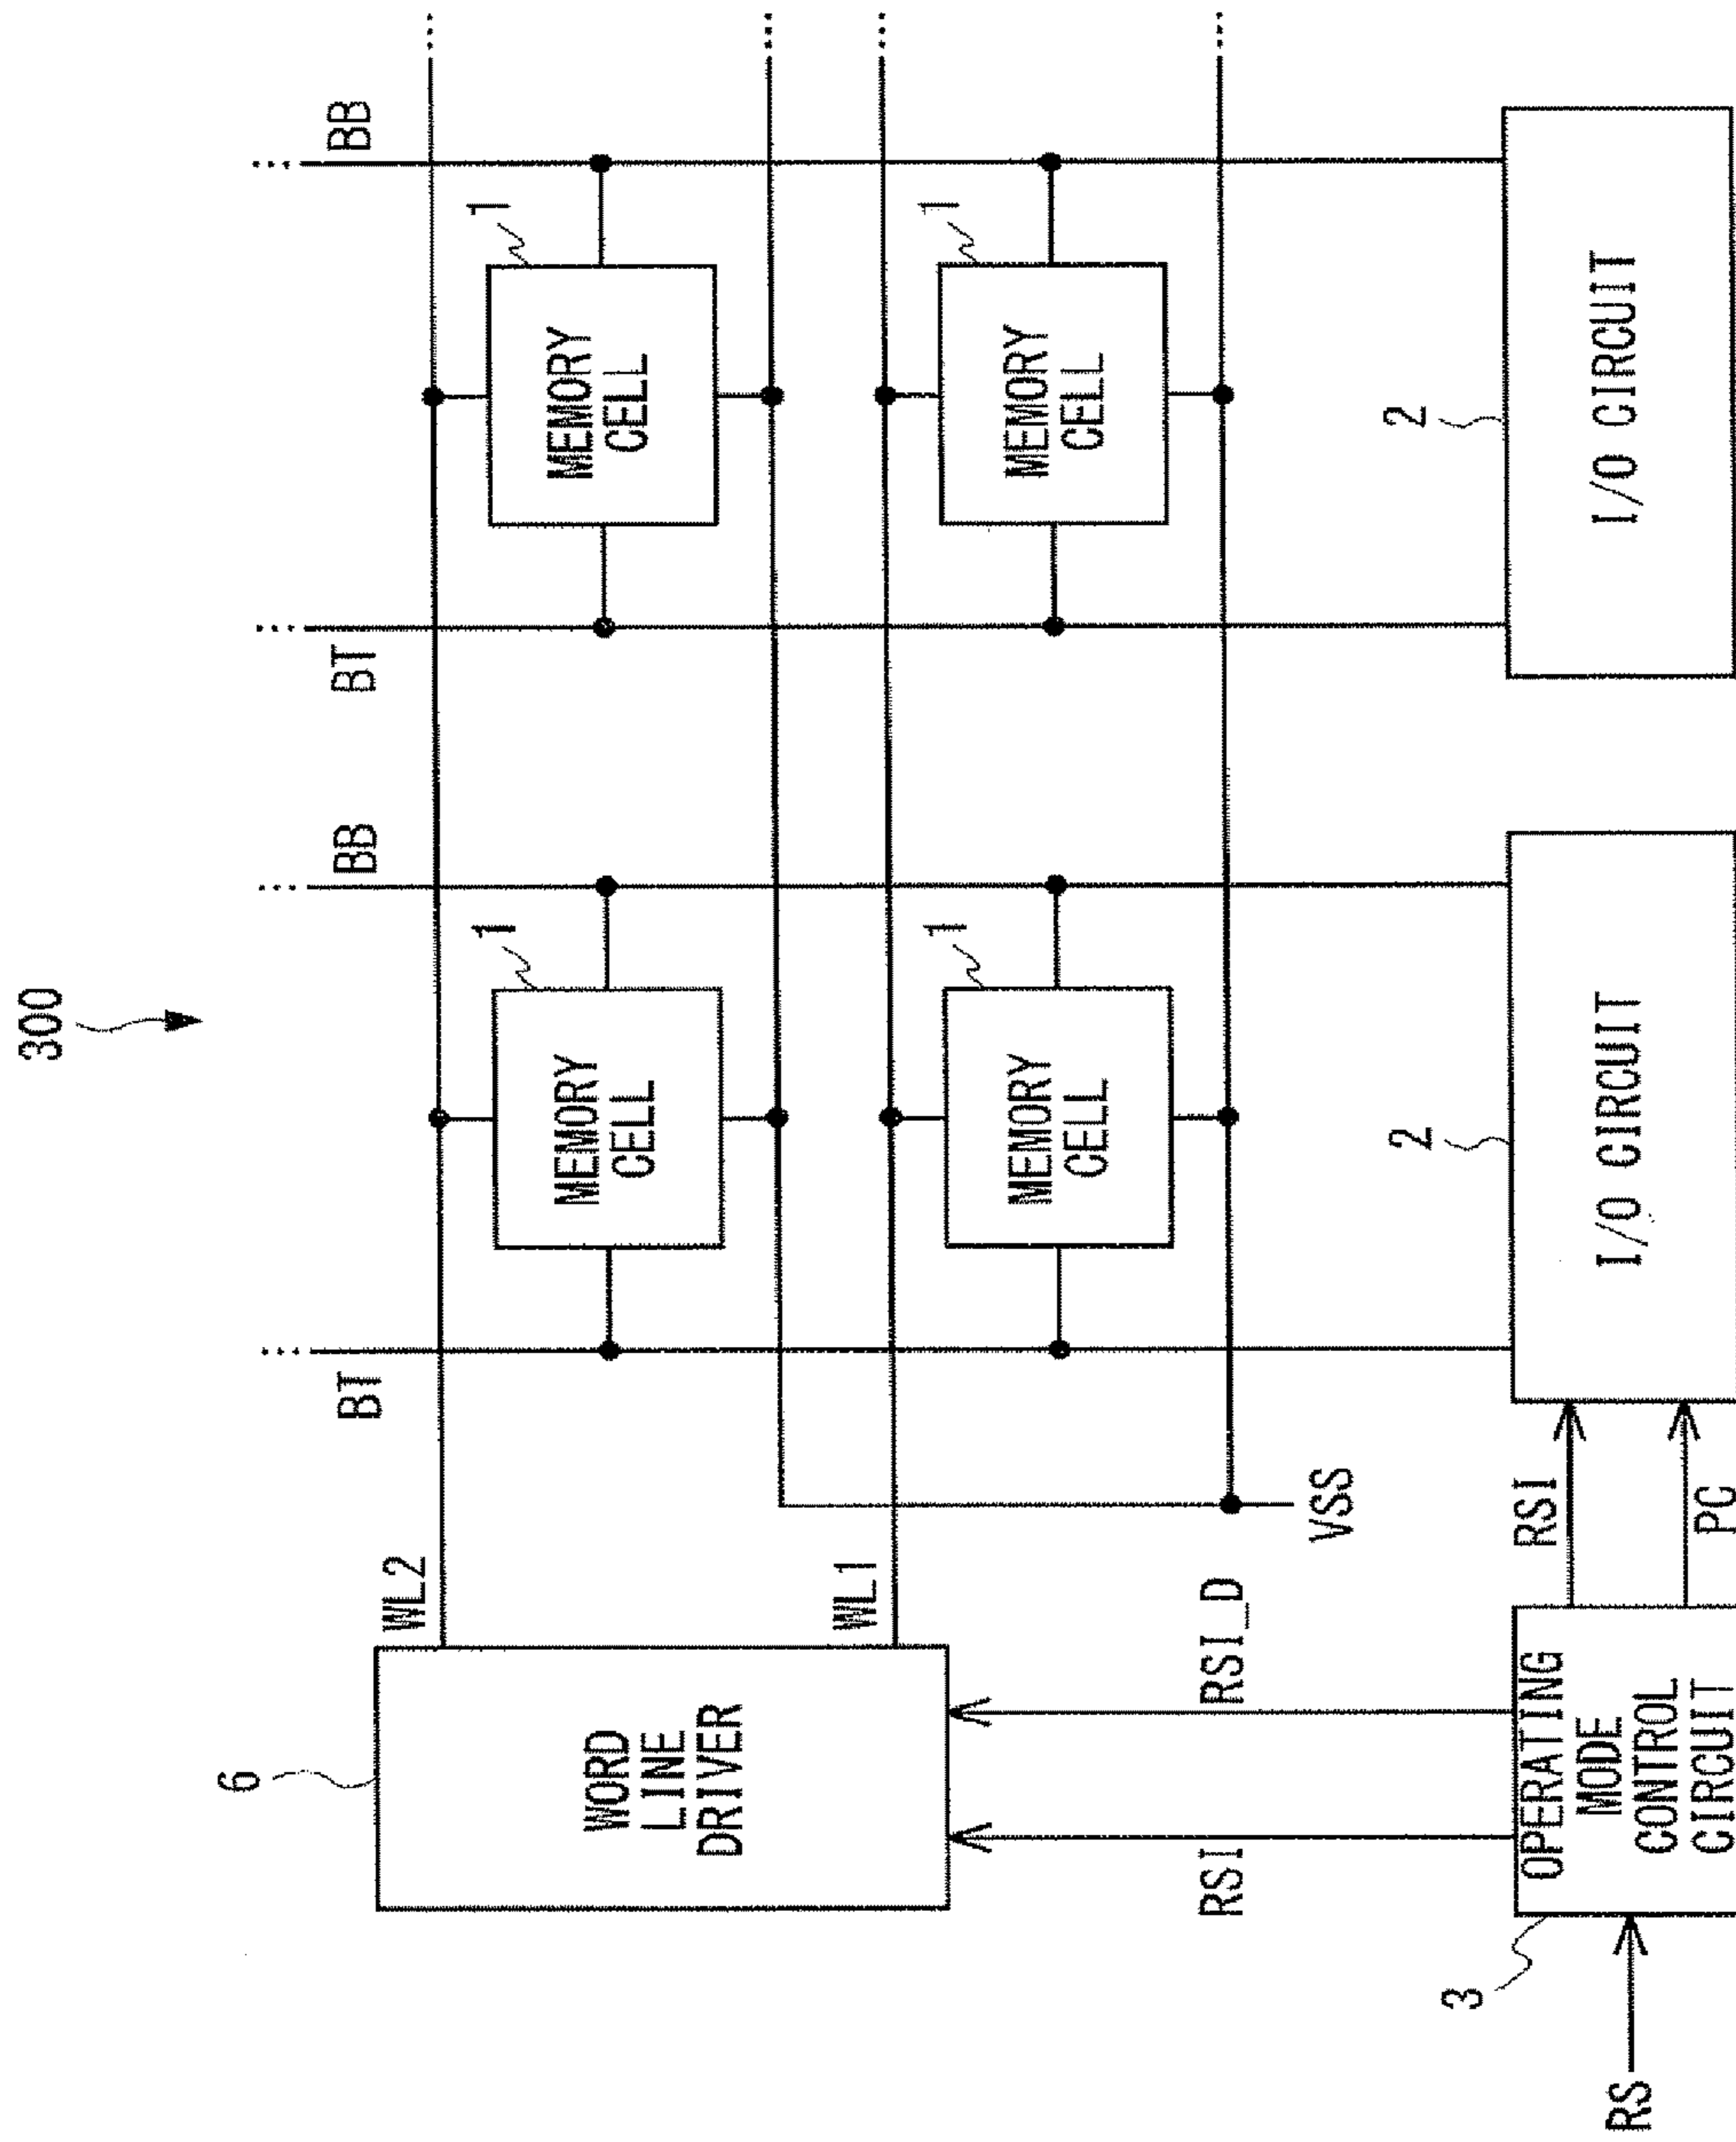 300
BT
BB
BT
BB
WL2
1
1
MEMORY
CELL
MEMORY
CELL
6
WORD
LINE
DRIVER
WL1
1
1
MEMORY
CELL
MEMORY
CELL
RSI
RSI_D
VSS
2
2
3
RS
OPERATING
MODE
CONTROL
CIRCUIT
RSI
PC
I/O CIRCUIT
I/O CIRCUIT